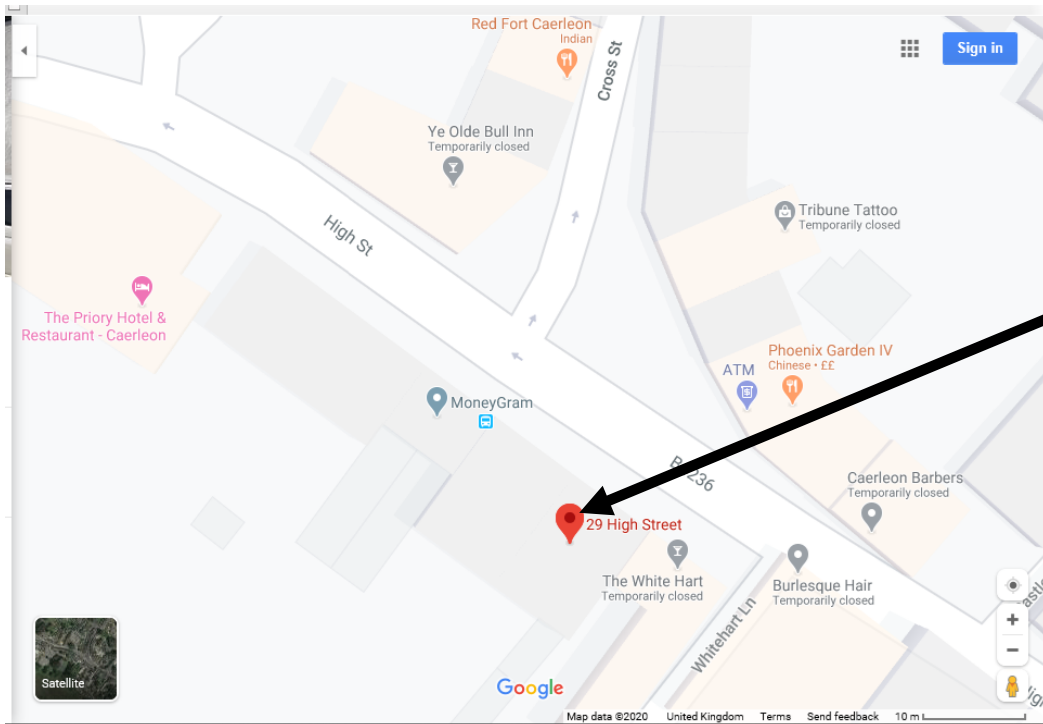 Red Fort Caerleon
Indian
Sign in
Cross St
Ye Olde Bull Inn
Temporarily closed
Tribune Tattoo
Temporarily closed
High St
The Priory Hotel &
Restaurant - Caerleon
Phoenix Garden IV
Chinese • ££
ATM
MoneyGram
Caerleon Barbers
Temporarily closed
29 High Street
The White Hart
Temporarily closed
Burlesque Hair
Temporarily closed
Whitehart Ln
Satellite
Google
Map data ©2020 United Kingdom Terms Send feedback 10 m